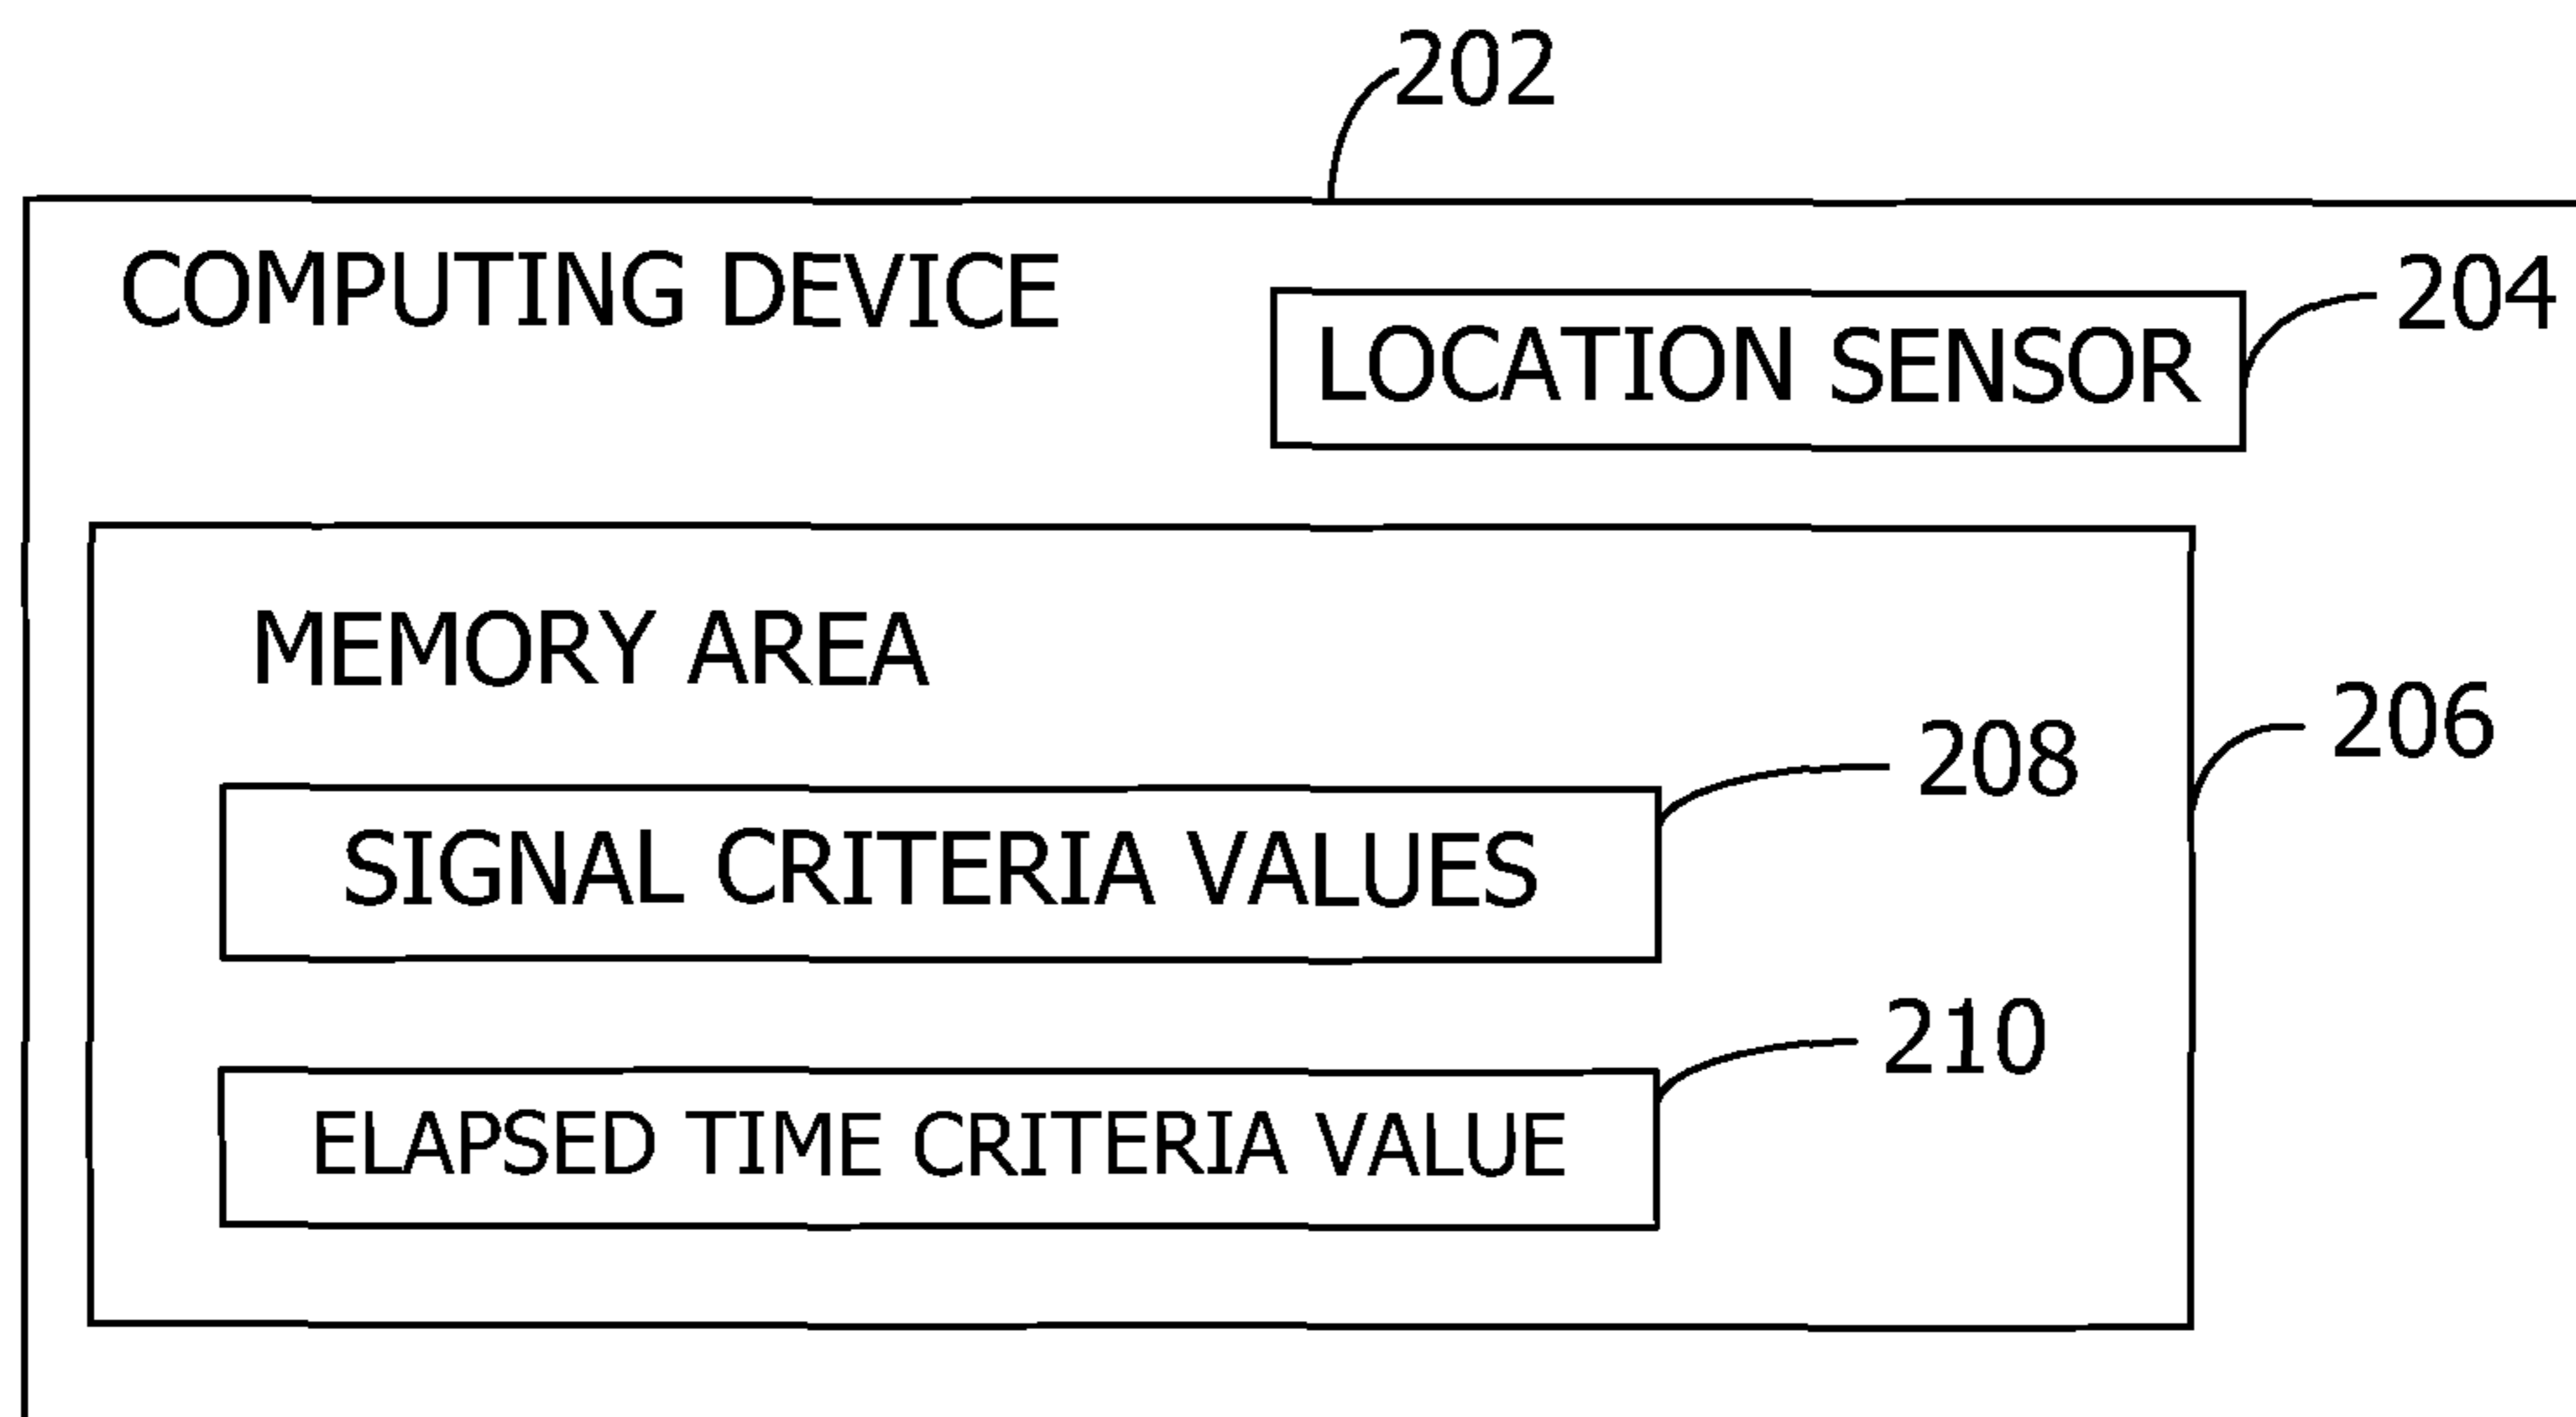 202
COMPUTING DEVICE
204
LOCATION SENSOR
MEMORY AREA
206
208
SIGNAL CRITERIA VALUES
210
ELAPSED TIME CRITERIA VALUE